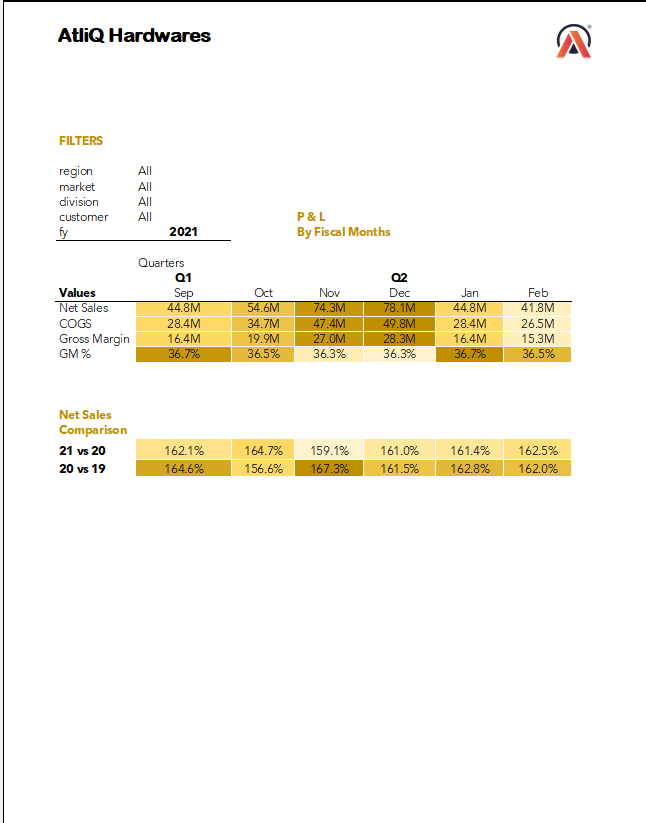 AtliQ Hardwares
FILTERS
region All
market All
division All
customer All
fy 2021
P & L
By Fiscal Months
Quarters
Q1 Q2
Values Sep Oct Nov Dec Jan Feb
Net Sales 44.8M 54.6M 74.3M 78.1M 44.8M 41.8M
COGS 28.4M 34.7M 47.4M 49.8M 28.4M 26.5M
Gross Margin 16.4M 19.9M 27.0M 28.3M 16.4M 15.3M
GM % 36.7% 36.5% 36.3% 36.3% 36.7% 36.5%
Net Sales
Comparison
21 vs 20 162.1% 164.7% 159.1% 161.0% 161.4% 162.5%
20 vs 19 164.6% 156.6% 167.3% 161.5% 162.8% 162.0%